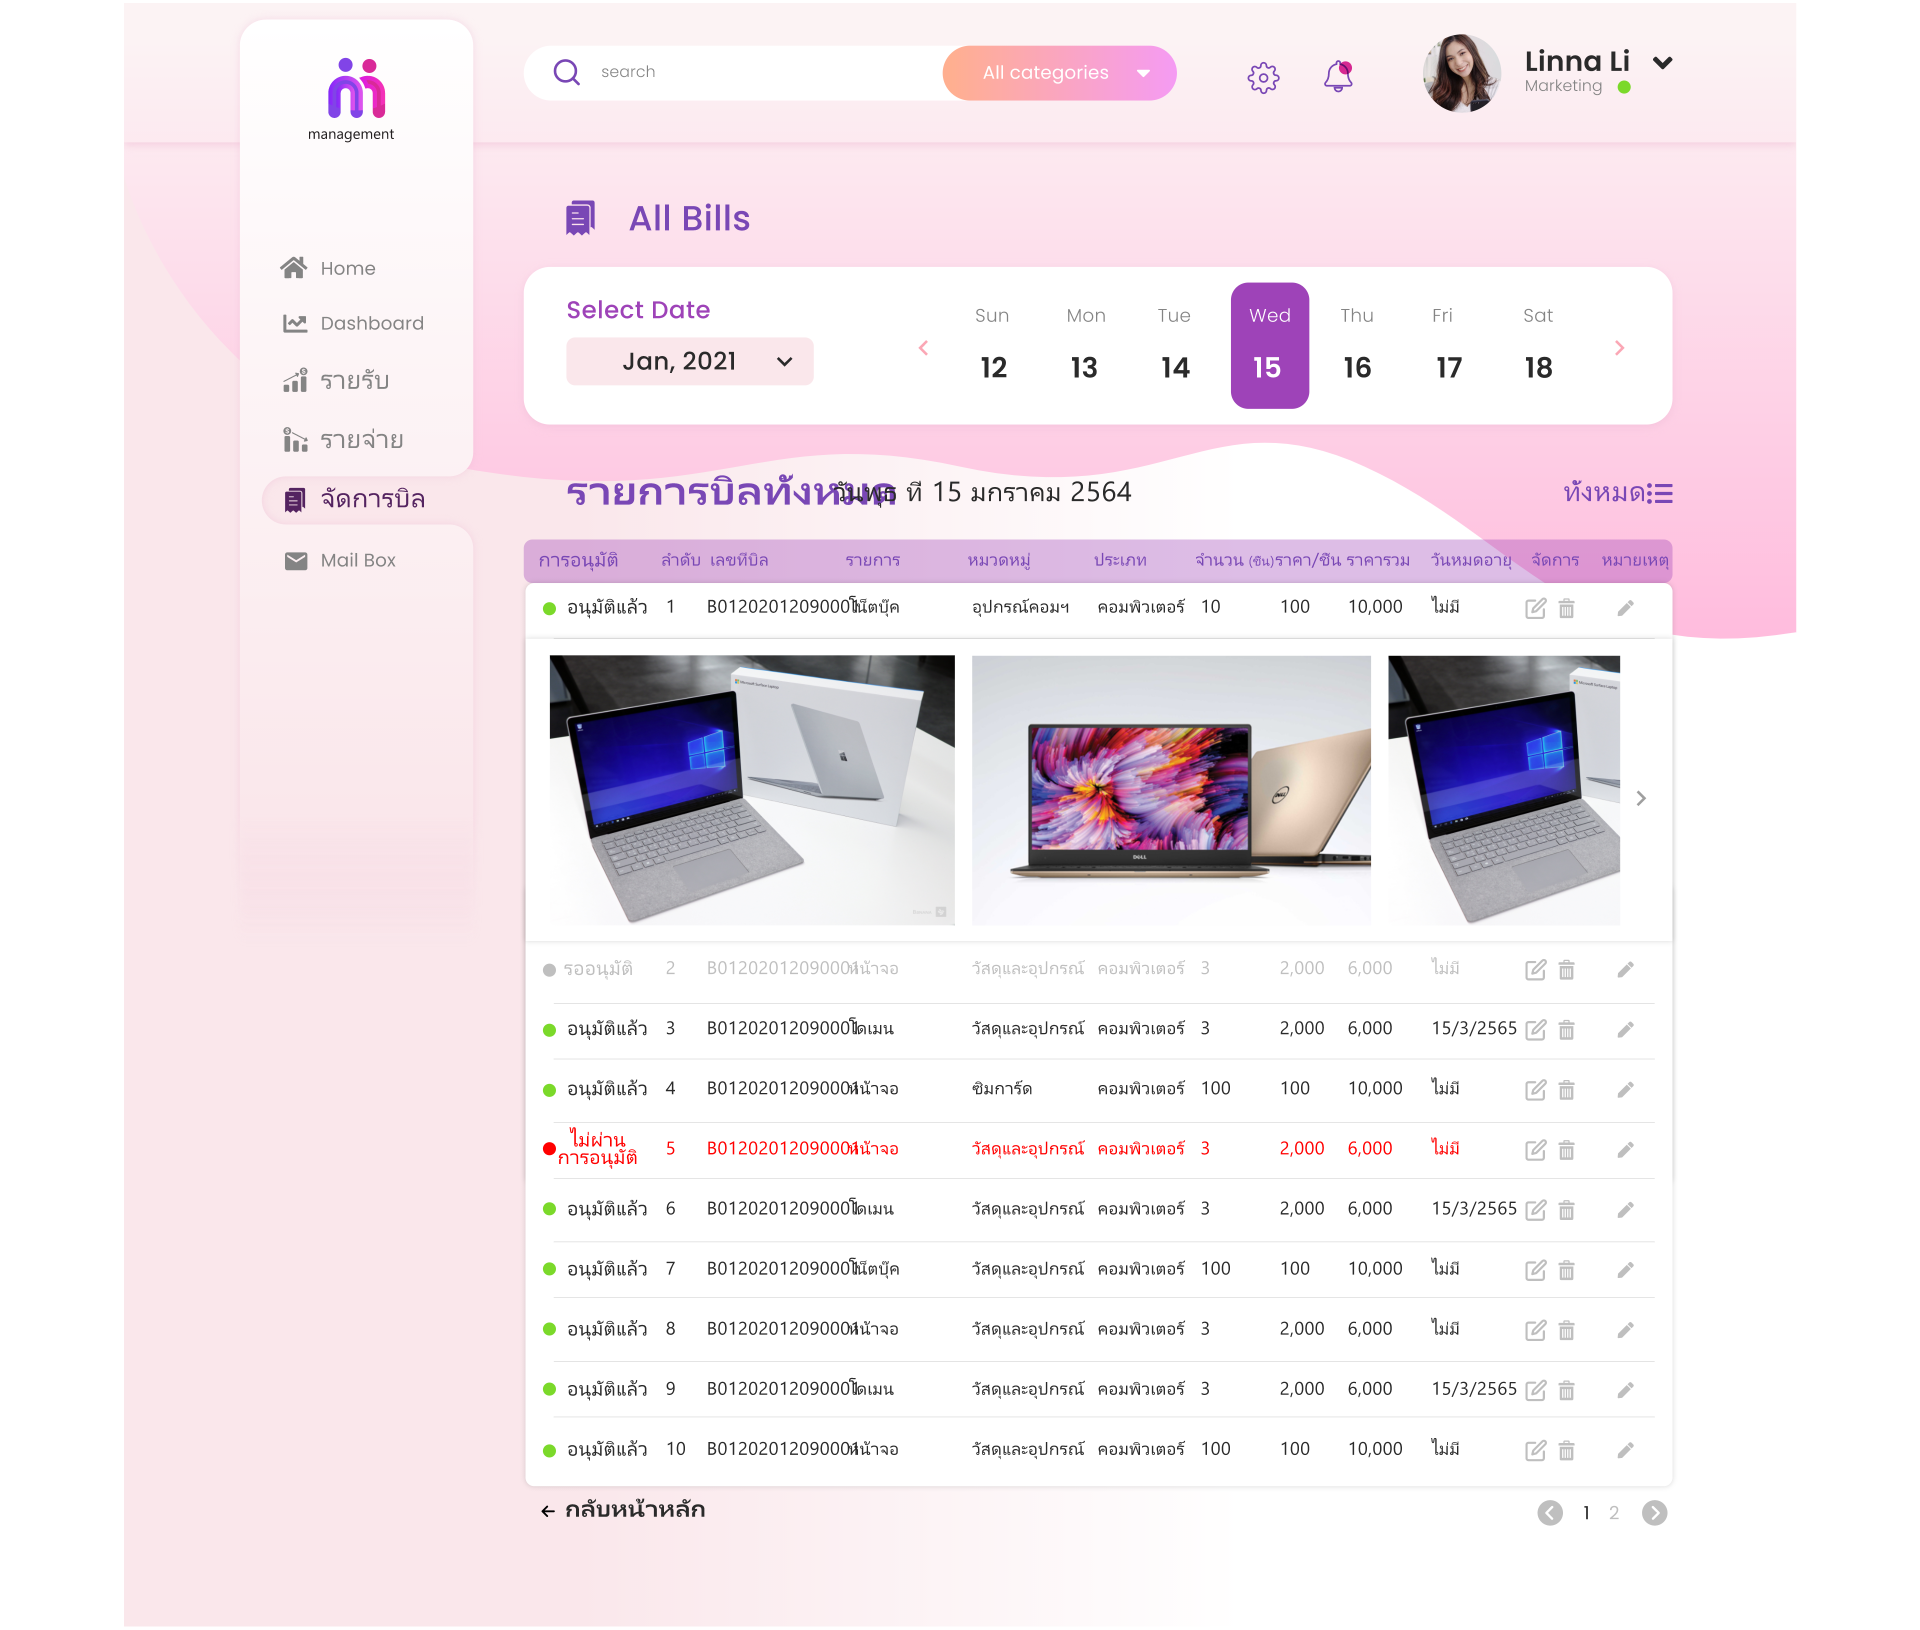 management
search
All categories
Linna Li
Marketing
All Bills
Home
Dashboard
รายรับ
รายจ่าย
จัดการบิล
Mail Box
Select Date
Jan, 2021
Sun Mon Tue Wed Thu Fri Sat
12 13 14 15 16 17 18
รายการบิลทั้งหมด วันพุธ ที่ 15 มกราคม 2564 ทั้งหมด
การอนุมัติ ลำดับ เลขที่บิล รายการ หมวดหมู่ ประเภท จำนวน (ชิ้น) ราคา/ชิ้น ราคารวม วันหมดอายุ จัดการ หมายเหตุ
อนุมัติแล้ว 1 B01202012090001 โน๊ตบุ๊ค อุปกรณ์คอมฯ คอมพิวเตอร์ 10 100 10,000 ไม่มี
Microsoft Surface Laptop
DELL
DELL
Microsoft Surface Laptop
รออนุมัติ 2 B01202012090001 หน้าจอ วัสดุและอุปกรณ์ คอมพิวเตอร์ 3 2,000 6,000 ไม่มี
อนุมัติแล้ว 3 B01202012090001 โดเมน วัสดุและอุปกรณ์ คอมพิวเตอร์ 3 2,000 6,000 15/3/2565
อนุมัติแล้ว 4 B01202012090001 หน้าจอ ซิมการ์ด คอมพิวเตอร์ 100 100 10,000 ไม่มี
ไม่ผ่าน
การอนุมัติ 5 B01202012090001 หน้าจอ วัสดุและอุปกรณ์ คอมพิวเตอร์ 3 2,000 6,000 ไม่มี
อนุมัติแล้ว 6 B01202012090001 โดเมน วัสดุและอุปกรณ์ คอมพิวเตอร์ 3 2,000 6,000 15/3/2565
อนุมัติแล้ว 7 B01202012090001 โน๊ตบุ๊ค วัสดุและอุปกรณ์ คอมพิวเตอร์ 100 100 10,000 ไม่มี
อนุมัติแล้ว 8 B01202012090001 หน้าจอ วัสดุและอุปกรณ์ คอมพิวเตอร์ 3 2,000 6,000 ไม่มี
อนุมัติแล้ว 9 B01202012090001 โดเมน วัสดุและอุปกรณ์ คอมพิวเตอร์ 3 2,000 6,000 15/3/2565
อนุมัติแล้ว 10 B01202012090001 หน้าจอ วัสดุและอุปกรณ์ คอมพิวเตอร์ 100 100 10,000 ไม่มี
กลับหน้าหลัก
1 2